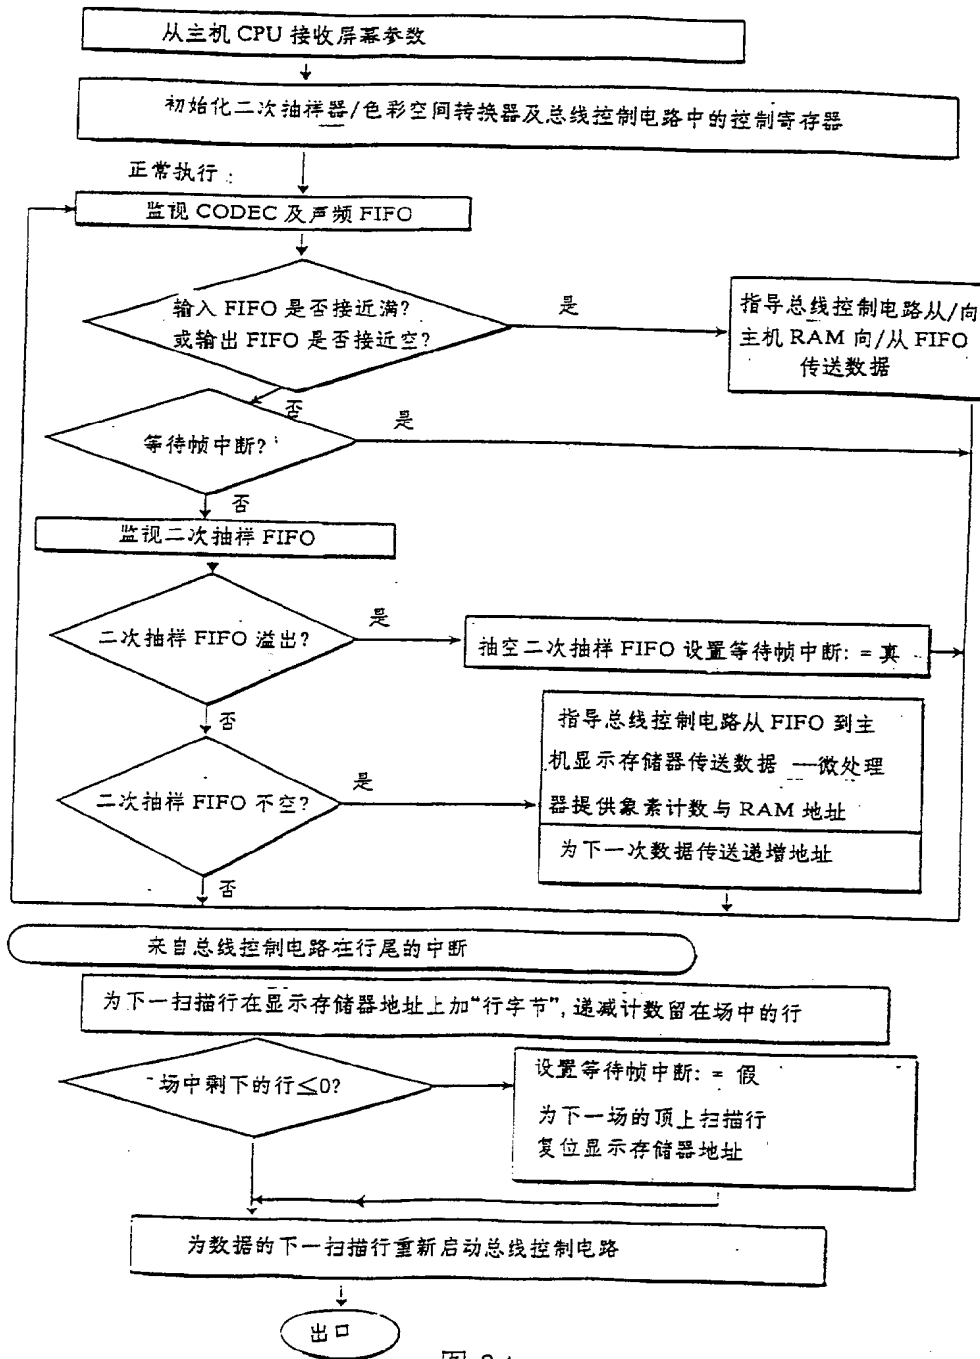 从主机 CPU 接收屏幕参数
初始化二次抽样器/色彩空间转换器及总线控制电路中的控制寄存器
正常执行:
监视 CODEC 及声频 FIFO
输入 FIFO 是否接近满?
或输出 FIFO 是否接近空?
是
指导总线控制电路从/向
主机 RAM 向/从 FIFO
传送数据
否
等待帧中断?
是
否
监视二次抽样 FIFO
二次抽样 FIFO 溢出?
是
抽空二次抽样 FIFO 设置等待帧中断: = 真
否
二次抽样 FIFO 不空?
是
指导总线控制电路从 FIFO 到主
机显示存储器传送数据 —微处理
器提供象素计数与 RAM 地址
为下一次数据传送递增地址
否
来自总线控制电路在行尾的中断
为下一扫描行在显示存储器地址上加“行字节”, 递减计数留在场中的行
场中剩下的行≦0?
设置等待帧中断: = 假
为下一场的顶上扫描行
复位显示存储器地址
为数据的下一扫描行重新启动总线控制电路
出口